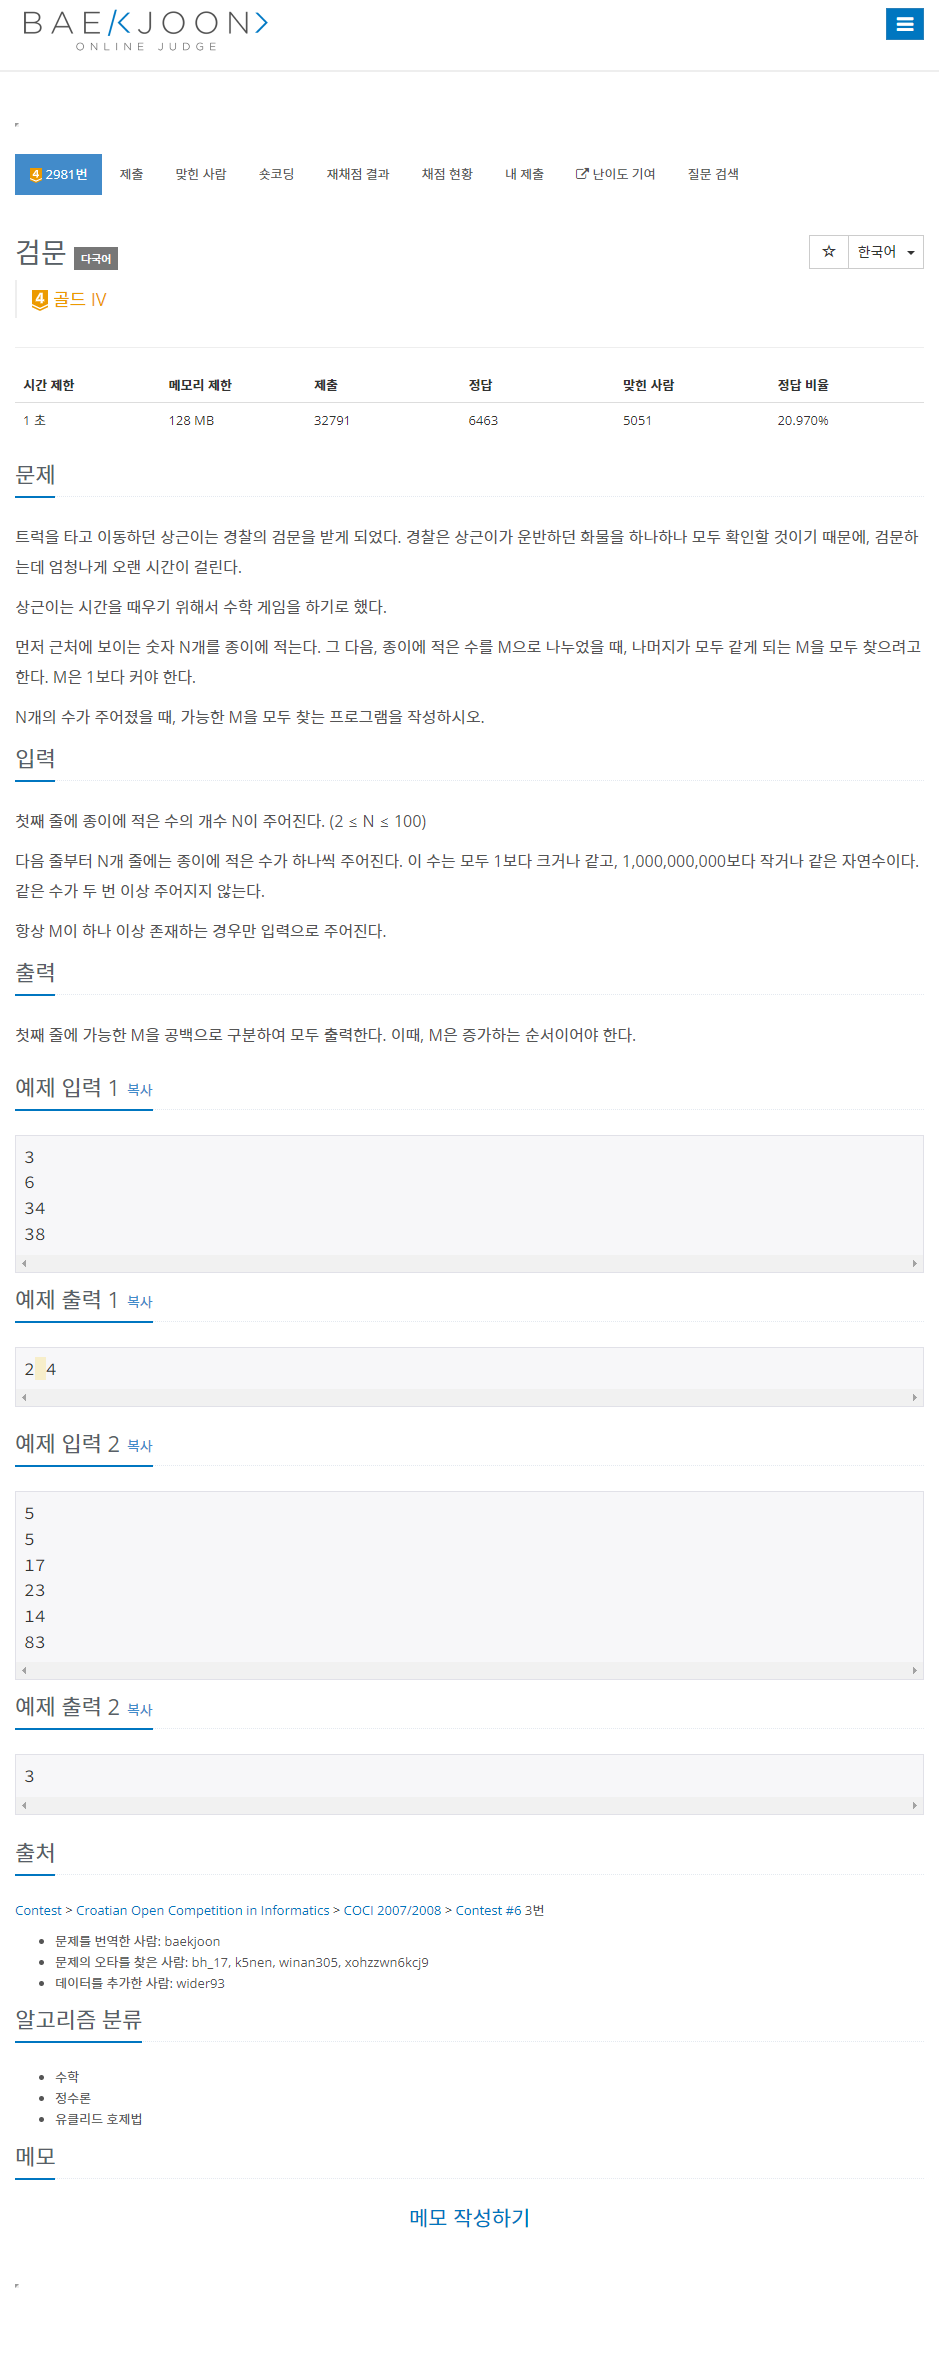 BAEKJOON>
ONLINE JUDGE
4 2981번 제출 맞힌 사람 숏코딩 재채점 결과 채점 현황 내 제출 난이도 기여 질문 검색
검문 다국어
☆ 한국어
4 골드 IV
시간 제한 메모리 제한 제출 정답 맞힌 사람 정답 비율
1 초 128 MB 32791 6463 5051 20.970%
문제
트럭을 타고 이동하던 상근이는 경찰의 검문을 받게 되었다. 경찰은 상근이가 운반하던 화물을 하나하나 모두 확인할 것이기 때문에, 검문하
는데 엄청나게 오랜 시간이 걸린다.
상근이는 시간을 때우기 위해서 수학 게임을 하기로 했다.
먼저 근처에 보이는 숫자 N개를 종이에 적는다. 그 다음, 종이에 적은 수를 M으로 나누었을 때, 나머지가 모두 같게 되는 M을 모두 찾으려고
한다. M은 1보다 커야 한다.
N개의 수가 주어졌을 때, 가능한 M을 모두 찾는 프로그램을 작성하시오.
입력
첫째 줄에 종이에 적은 수의 개수 N이 주어진다. (2 ≤ N ≤ 100)
다음 줄부터 N개 줄에는 종이에 적은 수가 하나씩 주어진다. 이 수는 모두 1보다 크거나 같고, 1,000,000,000보다 작거나 같은 자연수이다.
같은 수가 두 번 이상 주어지지 않는다.
항상 M이 하나 이상 존재하는 경우만 입력으로 주어진다.
출력
첫째 줄에 가능한 M을 공백으로 구분하여 모두 출력한다. 이때, M은 증가하는 순서이어야 한다.
예제 입력 1 복사
3
6
34
38
예제 출력 1 복사
2 4
예제 입력 2 복사
5
5
17
23
14
83
예제 출력 2 복사
3
출처
Contest > Croatian Open Competition in Informatics > COCI 2007/2008 > Contest #6 3번
• 문제를 번역한 사람: baekjoon
• 문제의 오타를 찾은 사람: bh_17, k5nen, winan305, xohzzwn6kcj9
• 데이터를 추가한 사람: wider93
알고리즘 분류
• 수학
• 정수론
• 유클리드 호제법
메모
메모 작성하기